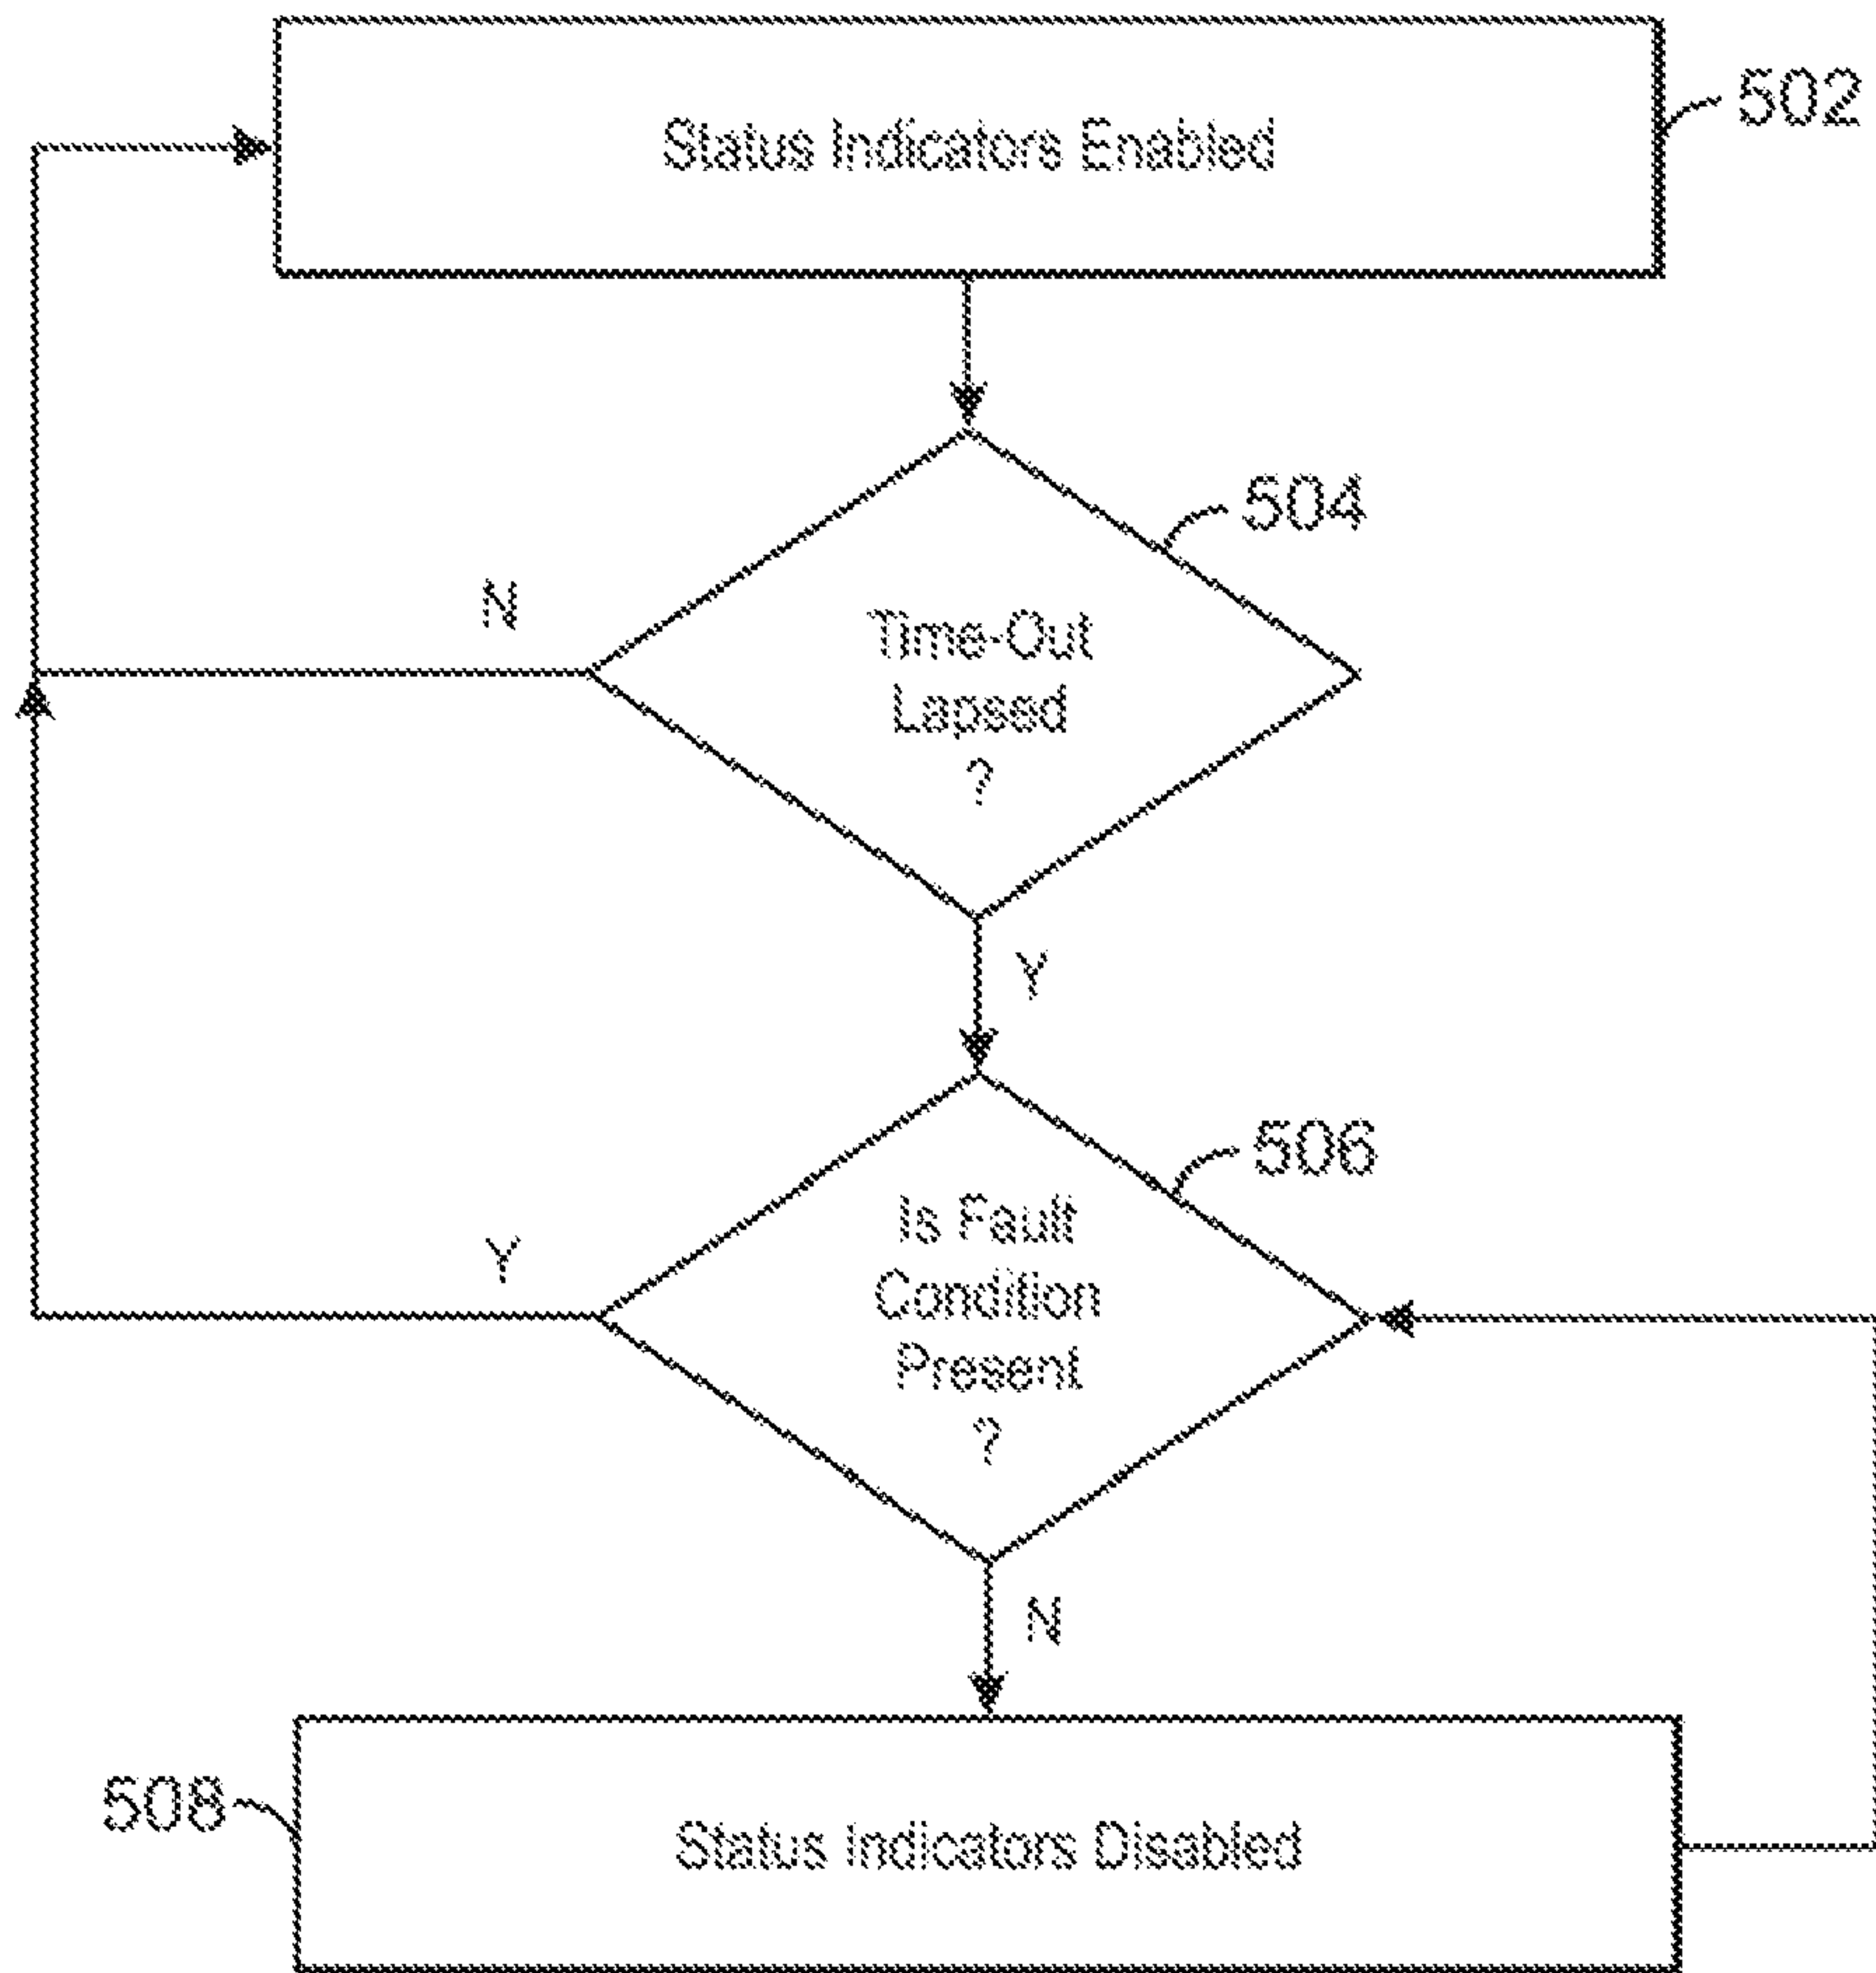 Status Indicators Enabled
502
504
N
Time-Out
Lapsed
?
Y
506
Is Fault
Condition
Present
?
Y
N
508
Status Indicators Disabled